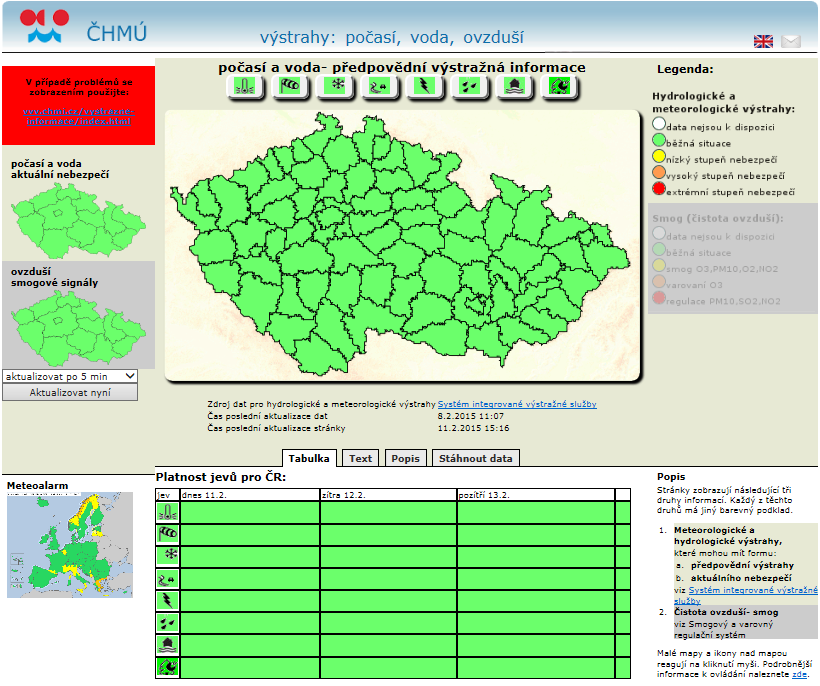 ČHMÚ
výstrahy: počasí, voda, ovzduší
V případě problémů se
zobrazením použijte:
www.chmi.cz/vystrazne-
informace/index.html
počasí a voda
aktuální nebezpečí
ovzduší
smogové signály
aktualizovat po 5 min
Aktualizovat nyní
počasí a voda- předpovědní výstražná informace
Legenda:
Hydrologické a
meteorologické výstrahy:
data nejsou k dispozici
běžná situace
nízký stupeň nebezpečí
vysoký stupeň nebezpečí
extrémní stupeň nebezpečí
Smog (čistota ovzduší):
data nejsou k dispozici
běžná situace
smog O3,PM10,O2,NO2
varovaní O3
regulace PM10,SO2,NO2
Zdroj dat pro hydrologické a meteorologické výstrahy Systém integrované výstražné služby
Čas poslední aktualizace dat 8.2.2015 11:07
Čas poslední aktualizace stránky 11.2.2015 15:16
Tabulka Text Popis Stáhnout data
Meteoalarm
Platnost jevů pro ČR:
jev dnes 11.2. zítra 12.2. pozítří 13.2.
Popis
Stránky zobrazují následující tři
druhy informací. Každý z těchto
druhů má jiný barevný podklad.
1. Meteorologické a
hydrologické výstrahy,
které mohou mít formu:
a. předpovědní výstrahy
b. aktuálního nebezpečí
viz Systém integrované výstražné
služby
2. Čistota ovzduší- smog
viz Smogový a varovný
regulační systém
Malé mapy a ikony nad mapou
reagují na kliknutí myši. Podrobnější
informace k ovládání naleznete zde.